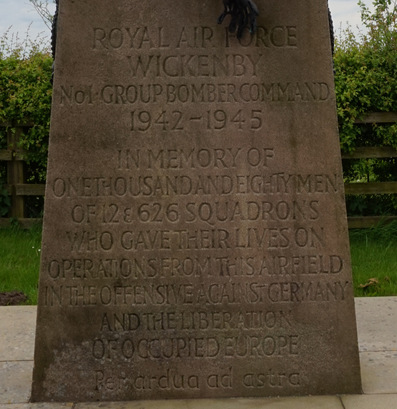 ROYAL AIR FORCE
WICKENBY
No 1 GROUP BOMBER COMMAND
1942-1945
IN MEMORY OF
ONE THOUSAND AND EIGHTY MEN
OF 12 & 626 SQUADRONS
WHO GAVE THEIR LIVES ON
OPERATIONS FROM THIS AIRFIELD
IN THE OFFENSIVE AGAINST GERMANY
AND THE LIBERATION
OF OCCUPIED EUROPE
Per ardua ad astra